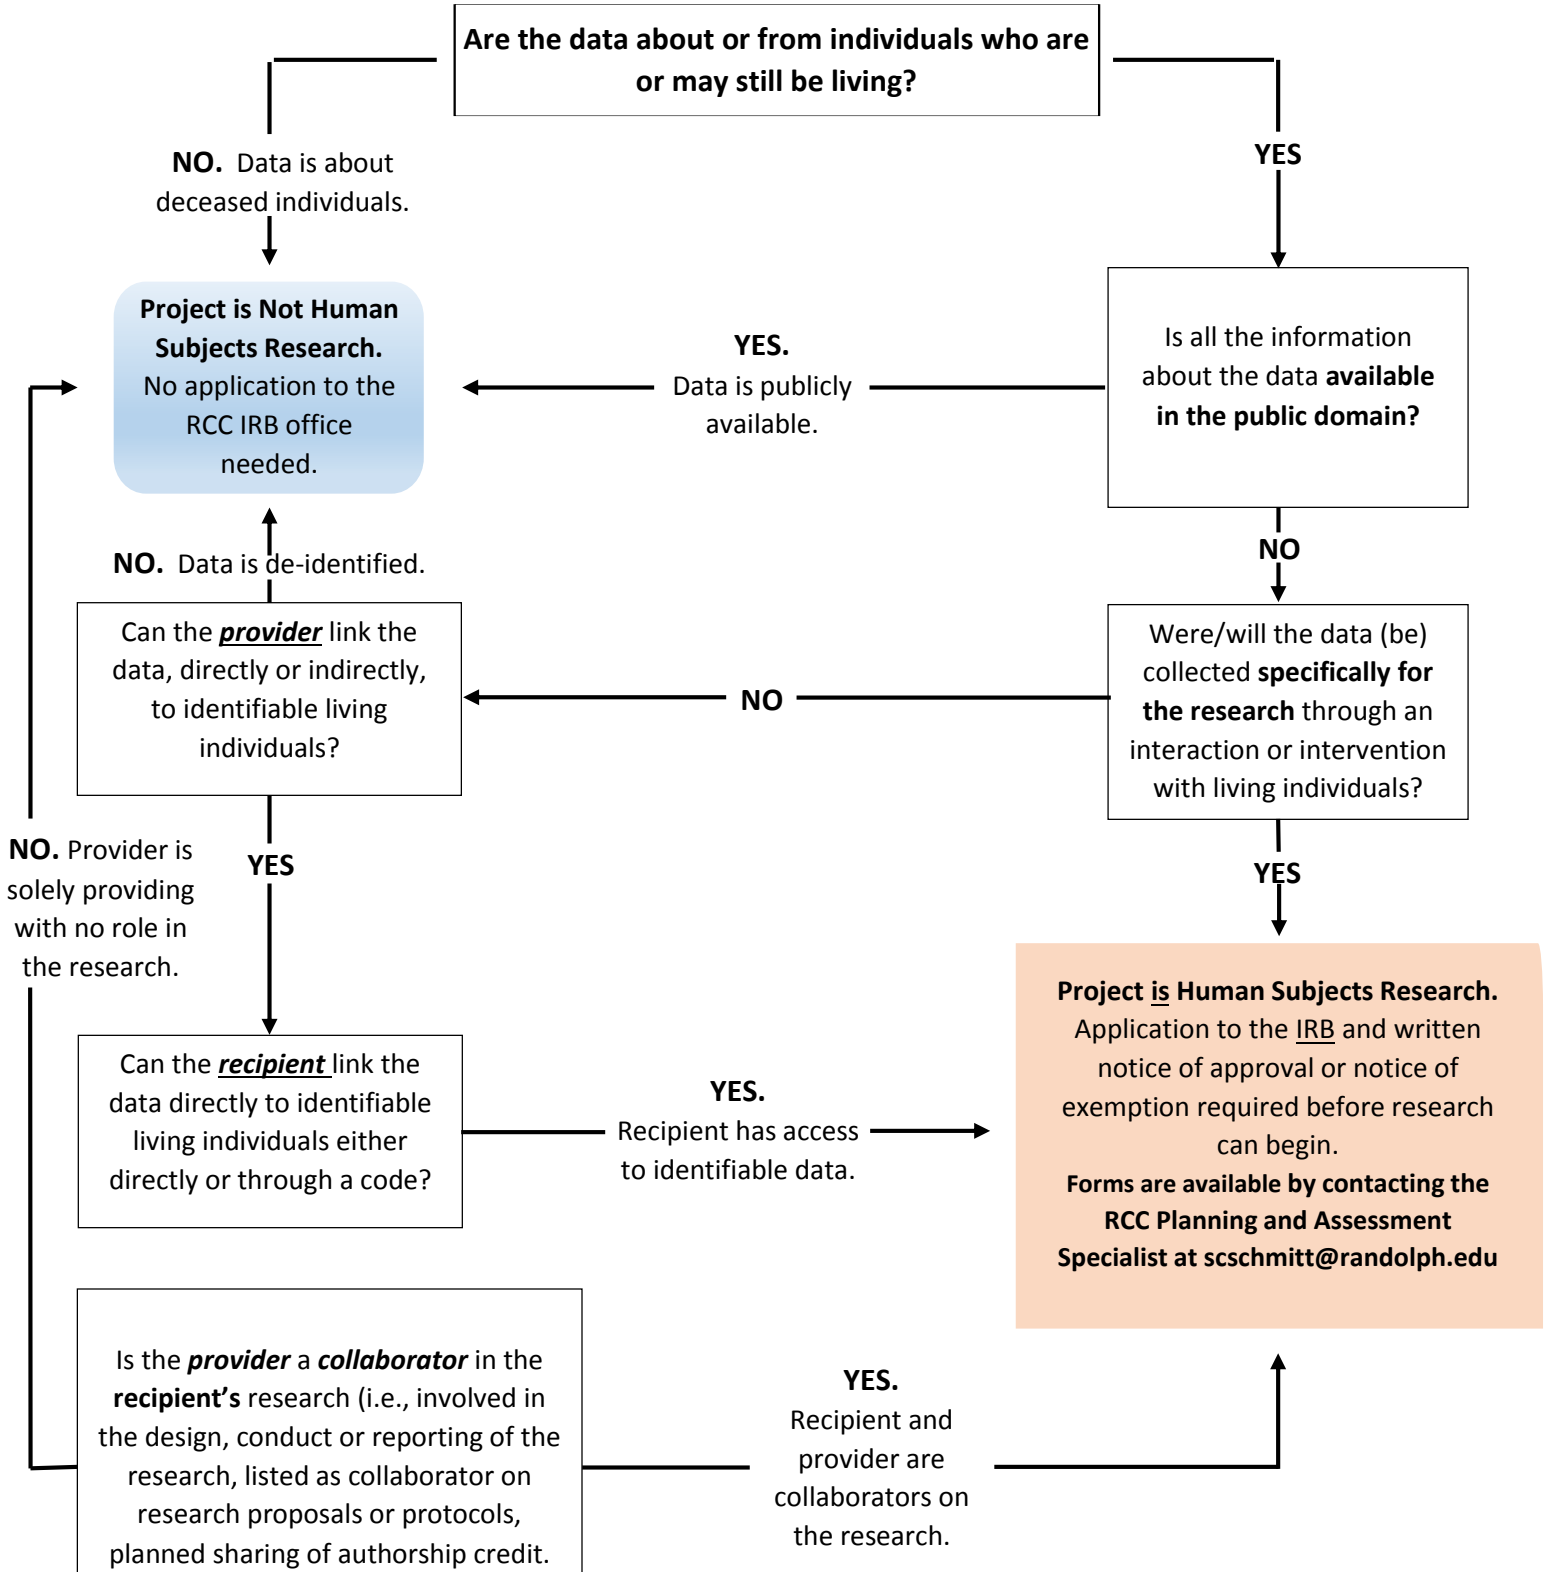 Are the data about or from individuals who are
or may still be living?
NO.  Data is about
deceased individuals.
YES
Project is Not Human
Subjects Research.
No application to the
RCC IRB office
needed.
YES.
Data is publicly
available.
Is all the information
about the data available
in the public domain?
NO
NO.  Data is de-identified.
Can the provider link the
data, directly or indirectly,
to identifiable living
individuals?
NO
Were/will the data (be)
collected specifically for
the research through an
interaction or intervention
with living individuals?
NO. Provider is
solely providing
with no role in
the research.
YES
YES
Can the recipient link the
data directly to identifiable
living individuals either
directly or through a code?
YES.
Recipient has access
to identifiable data.
Project is Human Subjects Research.
Application to the IRB and written
notice of approval or notice of
exemption required before research
can begin.
Forms are available by contacting the
RCC Planning and Assessment
Specialist at scschmitt@randolph.edu
Is the provider a collaborator in the
recipient’s research (i.e., involved in
the design, conduct or reporting of the
research, listed as collaborator on
research proposals or protocols,
planned sharing of authorship credit.
YES.
Recipient and
provider are
collaborators on
the research.